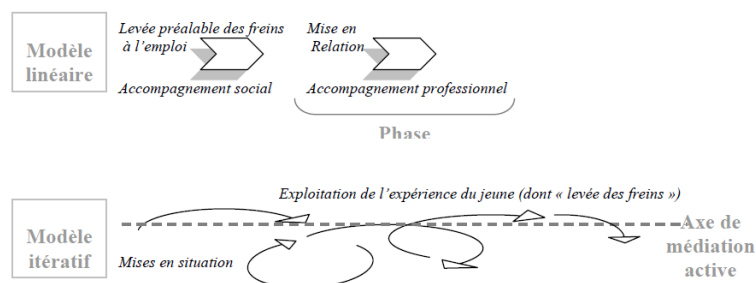 Modèle
linéaire
Levée préalable des freins
à l'emploi
Accompagnement social
Mise en
Relation
Accompagnement professionnel
Phase
Modèle
itératif
Exploitation de l'expérience du jeune (dont « levée des freins »)
Mises en situation
Axe de
médiation
active